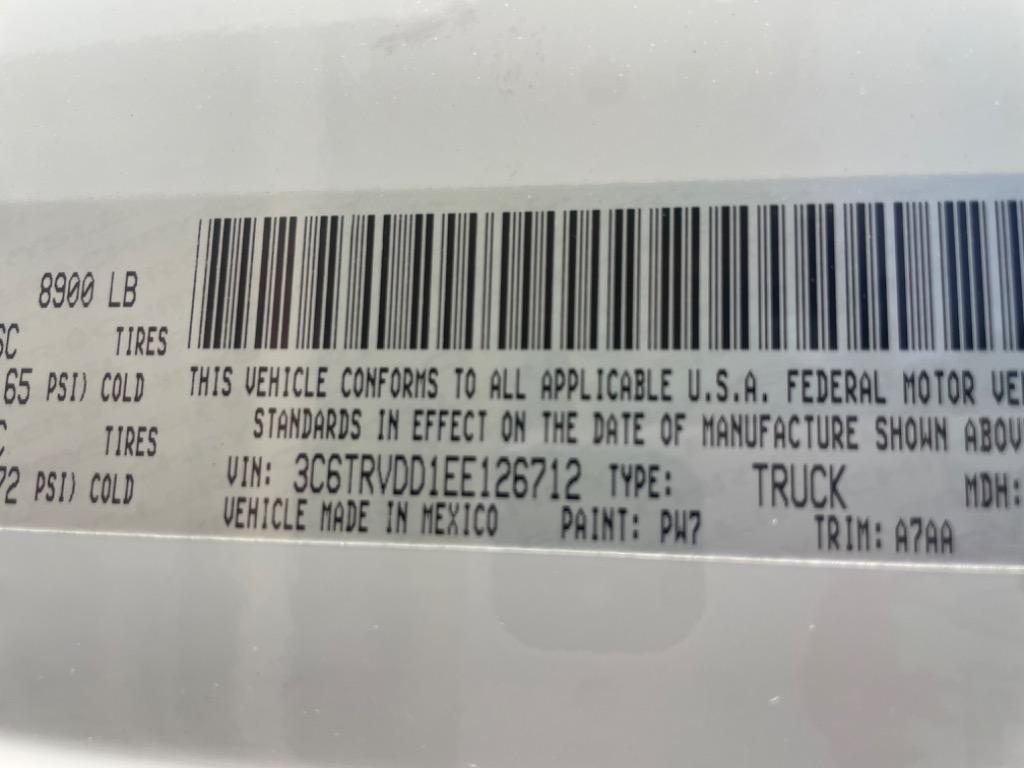 8900 LB
TIRES
65 PSI) COLD
THIS VEHICLE CONFORMS TO ALL APPLICABLE U.S.A. FEDERAL MOTOR
STANDARDS IN EFFECT ON THE DATE OF MANUFACTURE SHOWN
TIRES
72 PSI) COLD
VIN: 3C6TRVDD1EE126712 TYPE: TRUCK MDH:
VEHICLE MADE IN MEXICO PAINT: PW7 TRIM: A7AA